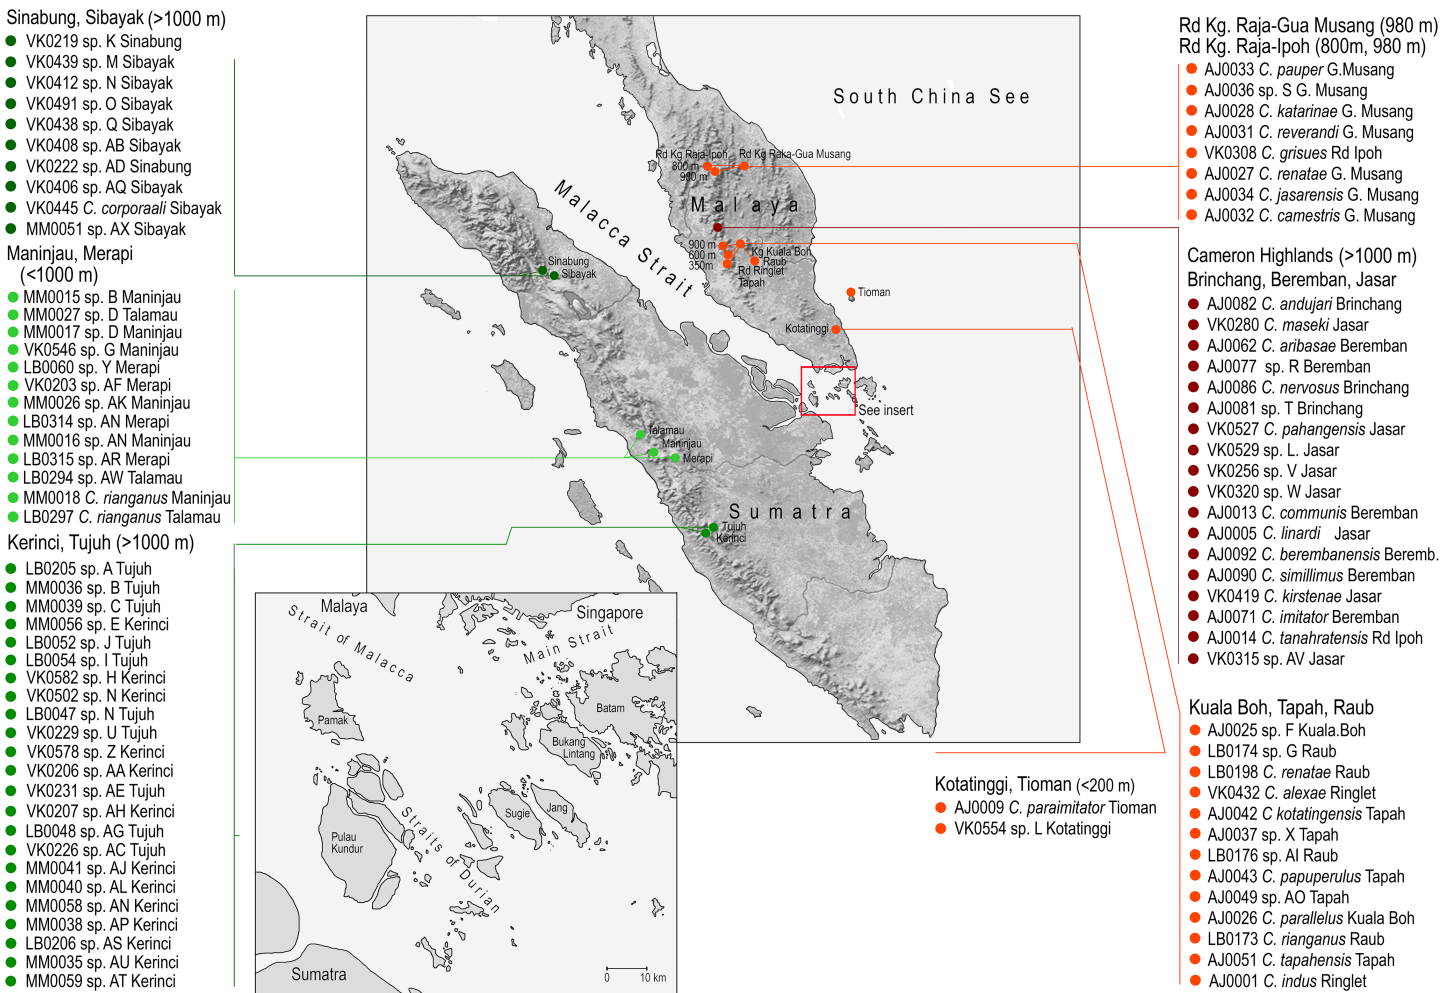 Sinabung, Sibayak (>1000 m)
VK0219 sp. K Sinabung
VK0439 sp. M Sibayak
VK0412 sp. N Sibayak
VK0491 sp. O Sibayak
VK0438 sp. Q Sibayak
VK0408 sp. AB Sibayak
VK0222 sp. AD Sinabung
VK0406 sp. AQ Sibayak
VK0445 C. corporaali Sibayak
MM0051 sp. AX Sibayak
Maninjau, Merapi
(<1000 m)
MM0015 sp. B Maninjau
MM0027 sp. D Talamau
MM0017 sp. D Maninjau
VK0546 sp. G Maninjau
LB0060 sp. Y Merapi
VK0203 sp. AF Merapi
MM0026 sp. AK Maninjau
LB0314 sp. AN Merapi
MM0016 sp. AN Maninjau
LB0315 sp. AR Merapi
LB0294 sp. AW Talamau
MM0018 C. rianganus Maninjau
LB0297 C. rianganus Talamau
Kerinci, Tujuh (>1000 m)
LB0205 sp. A Tujuh
MM0036 sp. B Tujuh
MM0039 sp. C Tujuh
MM0056 sp. E Kerinci
LB0052 sp. J Tujuh
LB0054 sp. I Tujuh
VK0582 sp. H Kerinci
VK0502 sp. N Kerinci
LB0047 sp. N Tujuh
VK0229 sp. U Tujuh
VK0578 sp. Z Kerinci
VK0206 sp. AA Kerinci
VK0231 sp. AE Tujuh
VK0207 sp. AH Kerinci
LB0048 sp. AG Tujuh
VK0226 sp. AC Tujuh
MM0041 sp. AJ Kerinci
MM0040 sp. AL Kerinci
MM0058 sp. AN Kerinci
MM0038 sp. AP Kerinci
LB0206 sp. AS Kerinci
MM0035 sp. AU Kerinci
MM0059 sp. AT Kerinci
South China See
Malacca Strait
Rd Kg Raja-Ipoh
Rd Kg Raka-Gua Musang
800 m
980 m
Malaya
900 m
600 m
350m
Kg Kuala Boh
Raub
Rd Ringlet
Tapah
Tioman
Kotatinggi
Sinabung
Sibayak
See insert
Talamau
Maninjau
Merapi
Sumatra
Tujuh
Kerinci
Malaya
Singapore
Strait of Malacca
Main Strait
Pamak
Batam
Bukang
Lintang
Sugie
Jang
Pulau
Kundur
Straits of Durian
Sumatra
0 10 km
Rd Kg. Raja-Gua Musang (980 m)
Rd Kg. Raja-Ipoh (800m, 980 m)
AJ0033 C. pauper G.Musang
AJ0036 sp. S G. Musang
AJ0028 C. katarinae G. Musang
AJ0031 C. reverandi G. Musang
VK0308 C. grisues Rd Ipoh
AJ0027 C. renatae G. Musang
AJ0034 C. jasarensis G. Musang
AJ0032 C. camestris G. Musang
Cameron Highlands (>1000 m)
Brinchang, Beremban, Jasar
AJ0082 C. andujari Brinchang
VK0280 C. maseki Jasar
AJ0062 C. aribasae Beremban
AJ0077 sp. R Beremban
AJ0086 C. nervosus Brinchang
AJ0081 sp. T Brinchang
VK0527 C. pahangensis Jasar
VK0529 sp. L. Jasar
VK0256 sp. V Jasar
VK0320 sp. W Jasar
AJ0013 C. communis Beremban
AJ0005 C. linardi Jasar
AJ0092 C. berembanensis Beremb.
AJ0090 C. simillimus Beremban
VK0419 C. kirstenae Jasar
AJ0071 C. imitator Beremban
AJ0014 C. tanahratensis Rd Ipoh
VK0315 sp. AV Jasar
Kuala Boh, Tapah, Raub
AJ0025 sp. F Kuala.Boh
LB0174 sp. G Raub
LB0198 C. renatae Raub
VK0432 C. alexae Ringlet
AJ0042 C kotatingensis Tapah
AJ0037 sp. X Tapah
LB0176 sp. AI Raub
AJ0043 C. papuperulus Tapah
AJ0049 sp. AO Tapah
AJ0026 C. parallelus Kuala Boh
LB0173 C. rianganus Raub
AJ0051 C. tapahensis Tapah
AJ0001 C. indus Ringlet
Kotatinggi, Tioman (<200 m)
AJ0009 C. paraimitator Tioman
VK0554 sp. L Kotatinggi